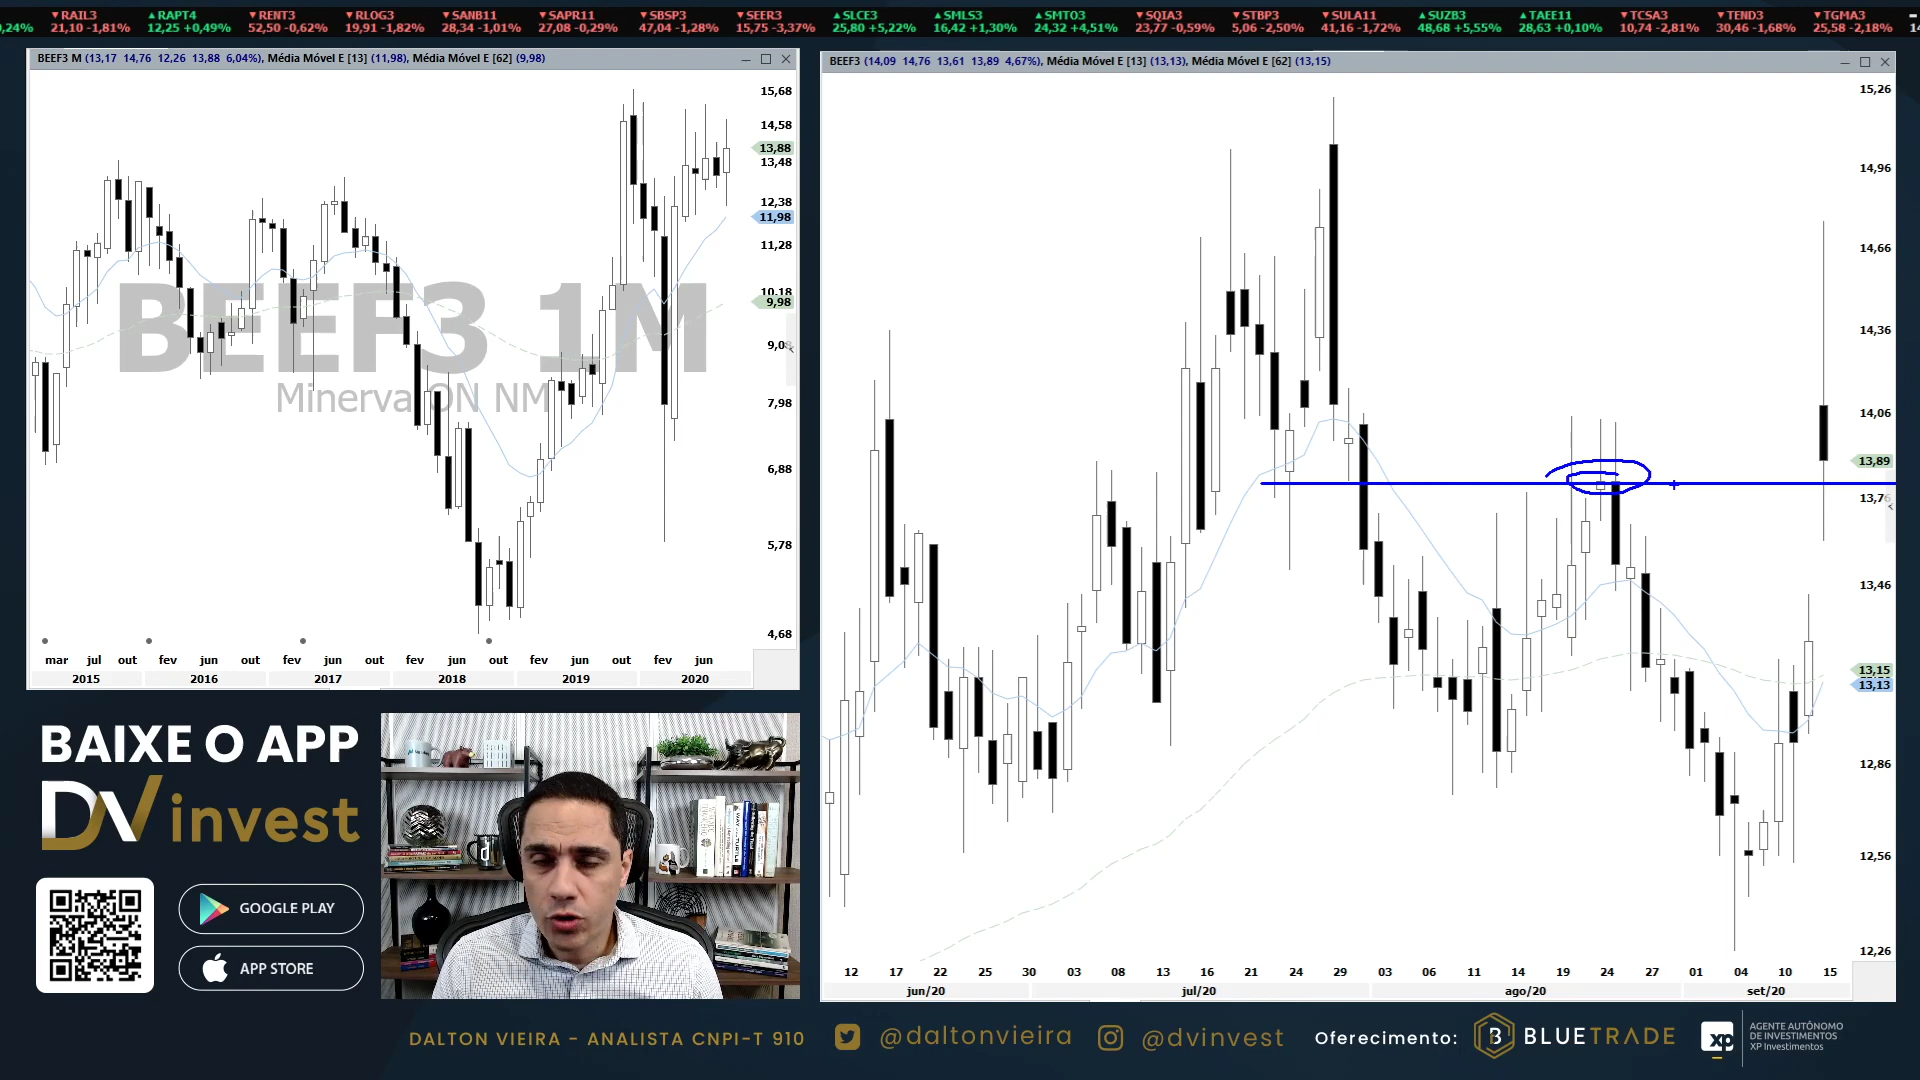 0,24%
▼RAIL3
21,10 -1,81%
▲RAPT4
12,25 +0,49%
▼RENT3
52,50 -0,62%
▼RLOG3
19,91 -1,82%
▼SANB11
28,34 -1,01%
▼SAPR11
27,08 -0,29%
▼SBSP3
47,04 -1,28%
▼SEER3
15,75 -3,37%
▲SLCE3
25,80 +5,22%
▲SMLS3
16,42 +1,30%
▲SMTO3
24,32 +4,51%
▼SQIA3
23,77 -0,59%
▼STBP3
5,06 -2,50%
▼SULA11
41,16 -1,72%
▲SUZB3
48,68 +5,55%
▲TAEE11
28,63 +0,10%
▼TCSA3
10,74 -2,81%
▼TEND3
30,46 -1,68%
▼TGMA3
25,58 -2,18%
BEEF3 M (13,17 14,76 12,26 13,88 6,04%), Média Móvel E [13] (11,98), Média Móvel E [62] (9,98)
15,68
14,58
13,88
13,48
12,38
11,98
11,28
10,18
9,98
9,08
7,98
6,88
5,78
4,68
BEEF3 1M
Minerva ON NM
mar jul out fev jun out fev jun out fev jun out fev jun out fev jun
2015 2016 2017 2018 2019 2020
BEEF3 (14,09 14,76 13,61 13,89 4,67%), Média Móvel E [13] (13,13), Média Móvel E [62] (13,15)
15,26
14,96
14,66
14,36
14,06
13,89
13,76
13,46
13,15
13,13
12,86
12,56
12,26
12 17 22 25 30 03 08 13 16 21 24 29 03 06 11 14 19 24 27 01 04 10 15
jun/20 jul/20 ago/20 set/20
BAIXE O APP
DV invest
GOOGLE PLAY
APP STORE
DALTON VIEIRA - ANALISTA CNPI-T 910
@daltonvieira
@dvinvest
Oferecimento:
B BLUETRADE
xp
AGENTE AUTÔNOMO
DE INVESTIMENTOS
XP Investimentos